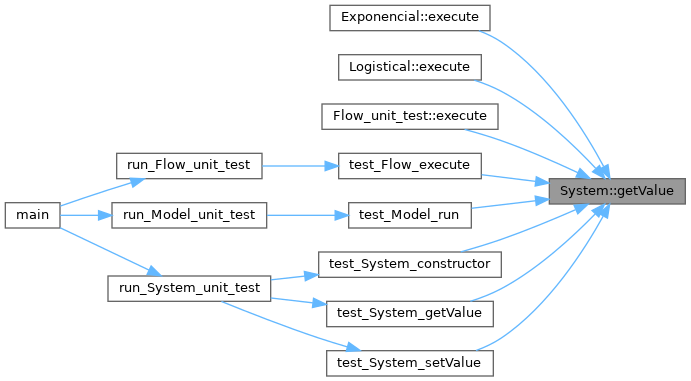 Exponencial::execute
Logistical::execute
Flow_unit_test::execute
run_Flow_unit_test
test_Flow_execute
System::getValue
main
run_Model_unit_test
test_Model_run
test_System_constructor
run_System_unit_test
test_System_getValue
test_System_setValue